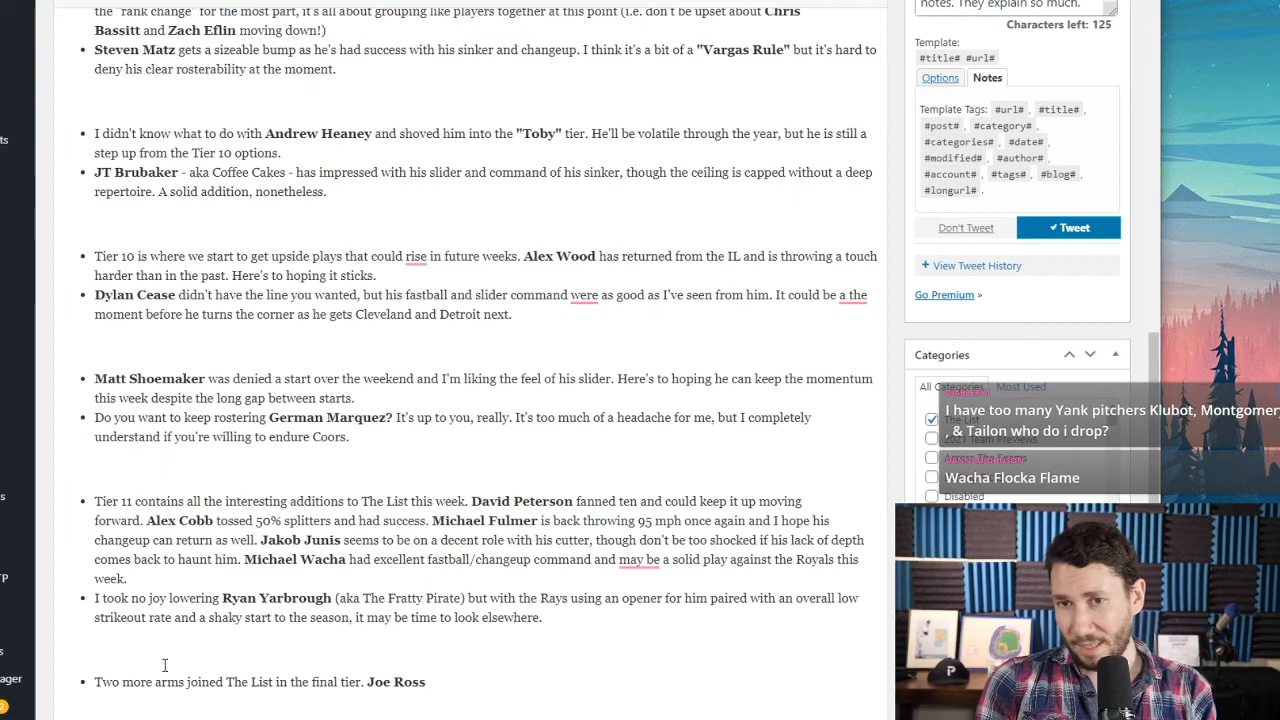 the "rank change" for the most part, it's all about grouping like players together at this point (i.e. don't be upset about Chris
Bassitt and Zach Eflin moving down!)
Steven Matz gets a sizeable bump as he's had success with his sinker and changeup. I think it's a bit of a "Vargas Rule" but it's hard to
deny his clear rosterability at the moment.
I didn't know what to do with Andrew Heaney and shoved him into the "Toby" tier. He'll be volatile through the year, but he is still a
step up from the Tier 10 options.
JT Brubaker - aka Coffee Cakes - has impressed with his slider and command of his sinker, though the ceiling is capped without a deep
repertoire. A solid addition, nonetheless.
Tier 10 is where we start to get upside plays that could rise in future weeks. Alex Wood has returned from the IL and is throwing a touch
harder than in the past. Here's to hoping it sticks.
Dylan Cease didn't have the line you wanted, but his fastball and slider command were as good as I've seen from him. It could be a the
moment before he turns the corner as he gets Cleveland and Detroit next.
Matt Shoemaker was denied a start over the weekend and I'm liking the feel of his slider. Here's to hoping he can keep the momentum
this week despite the long gap between starts.
Do you want to keep rostering German Marquez? It's up to you, really. It's too much of a headache for me, but I completely
understand if you're willing to endure Coors.
Tier 11 contains all the interesting additions to The List this week. David Peterson fanned ten and could keep it up moving
forward. Alex Cobb tossed 50% splitters and had success. Michael Fulmer is back throwing 95 mph once again and I hope his
changeup can return as well. Jakob Junis seems to be on a decent role with his cutter, though don't be too shocked if his lack of depth
comes back to haunt him. Michael Wacha had excellent fastball/changeup command and may be a solid play against the Royals this
week.
I took no joy lowering Ryan Yarbrough (aka The Fratty Pirate) but with the Rays using an opener for him paired with an overall low
strikeout rate and a shaky start to the season, it may be time to look elsewhere.
Two more arms joined The List in the final tier. Joe Ross
notes. They explain so much.
Characters left: 125
Template:
#title# #url#
Options Notes
Template Tags: #url# , #title# ,
#post# , #category# ,
#categories# , #date# ,
#modified# , #author# ,
#account# , #tags# , #blog# ,
#longurl# .
Don't Tweet ✔ Tweet
+ View Tweet History
Go Premium »
Categories
All Categories Most Used
I have too many Yank pitchers Klubot, Montgomery
, & Tailon who do i drop?
The List
2021 Team Previews
Across The Seams
DANNYMJOHNSON
Wacha Flocka Flame
Disabled
ts
s
TP
s
nager
2
P